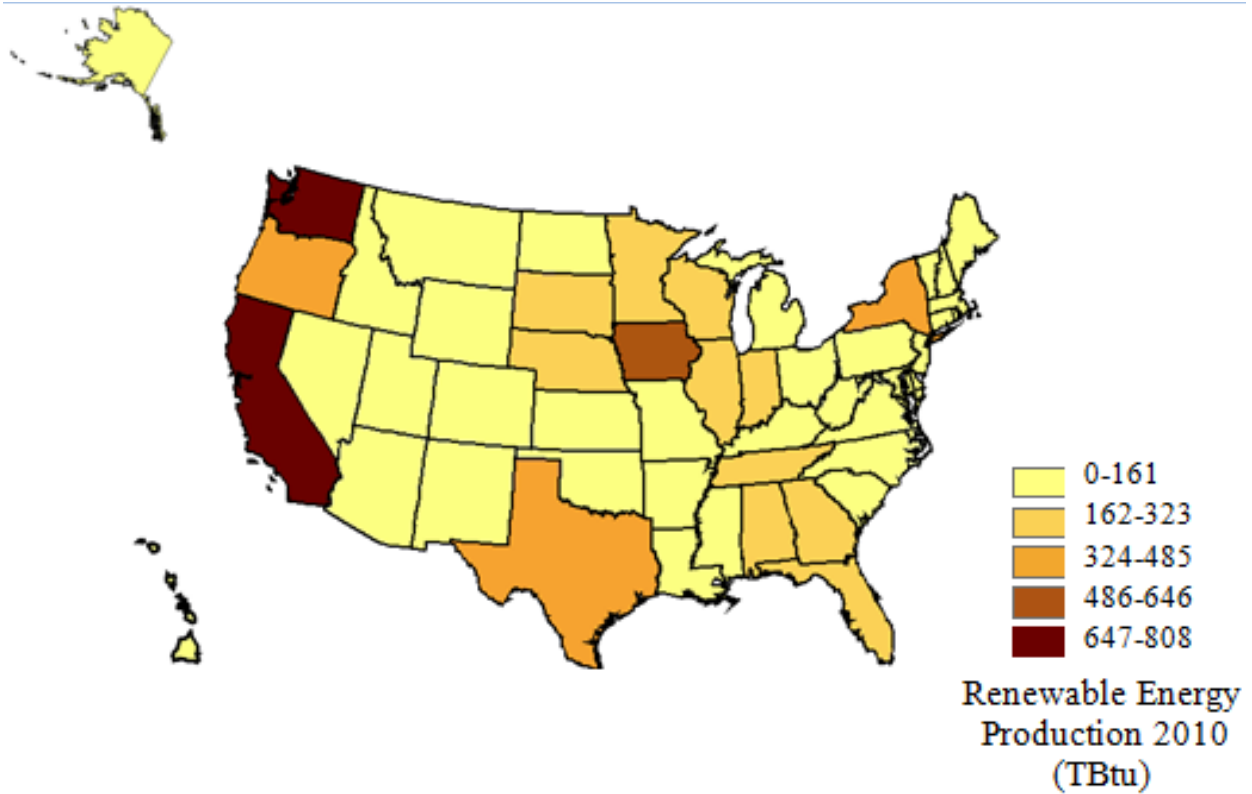 0-161
162-323
324-485
486-646
647-808
Renewable Energy
Production 2010
(TBtu)